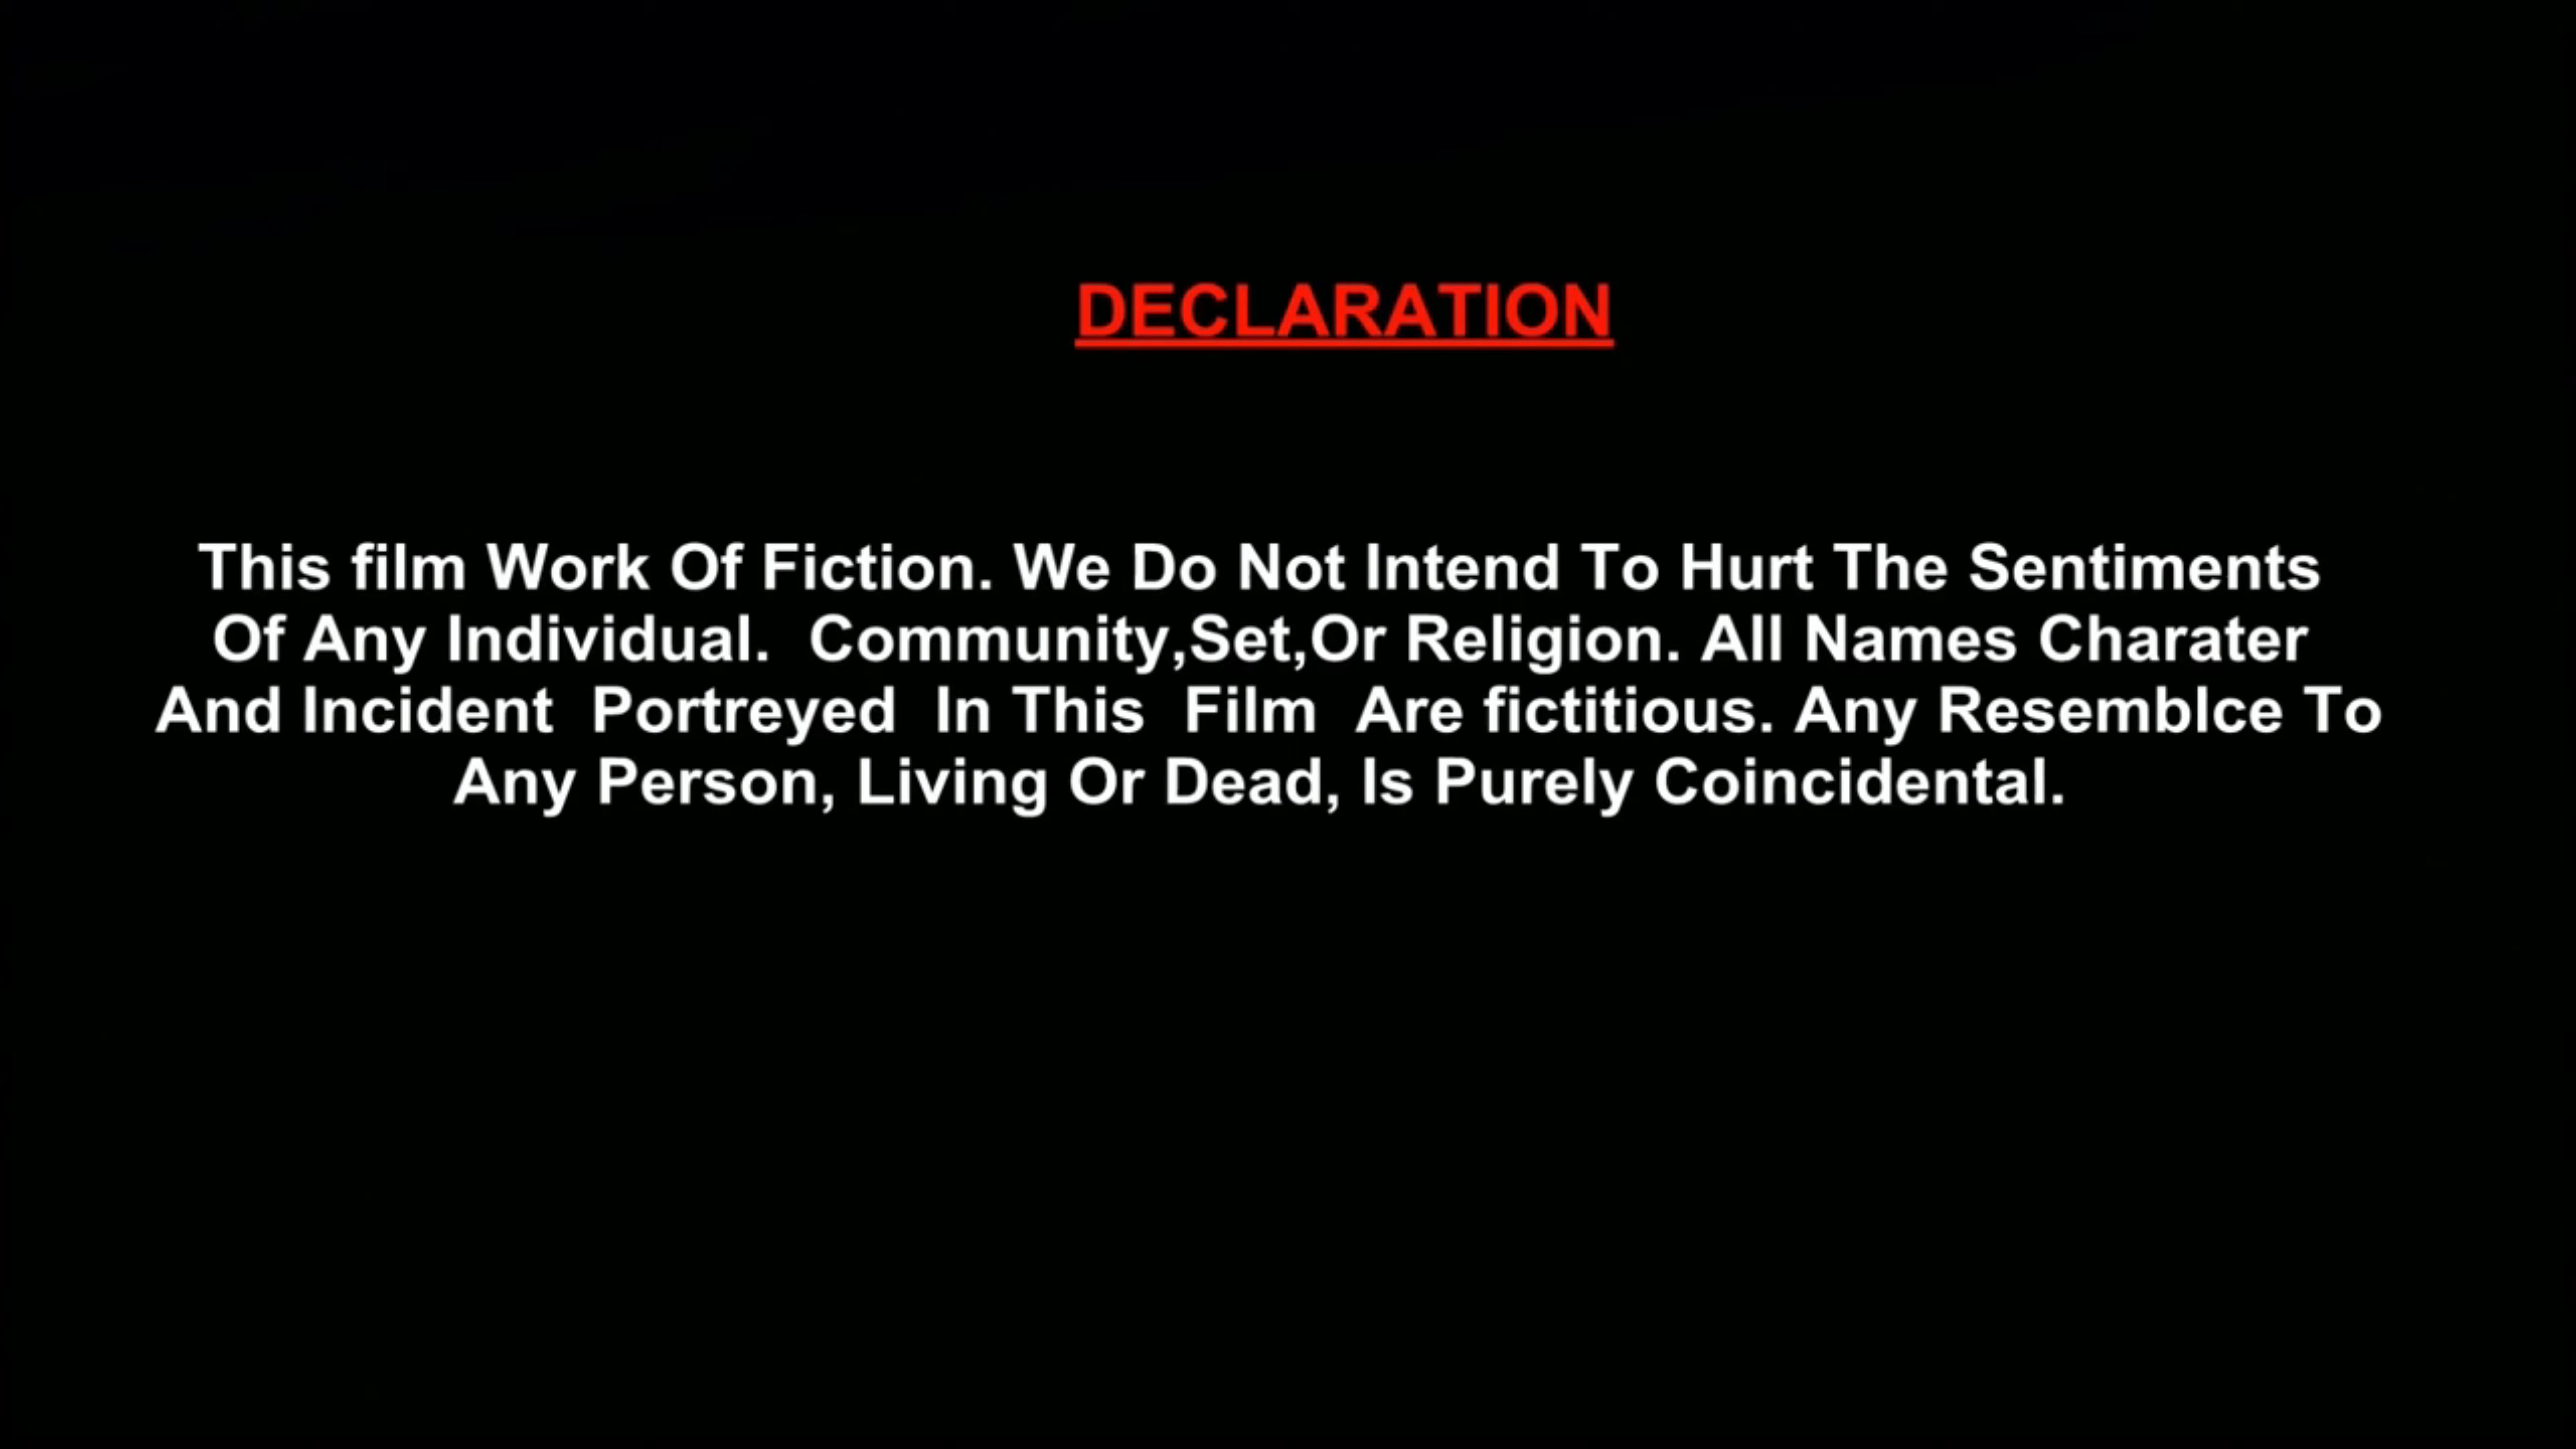 DECLARATION
This film Work Of Fiction. We Do Not Intend To Hurt The Sentiments
Of Any Individual.  Community,Set,Or Religion. All Names Charater
And Incident  Portreyed  In This  Film  Are fictitious. Any Resemblce To
Any Person, Living Or Dead, Is Purely Coincidental.